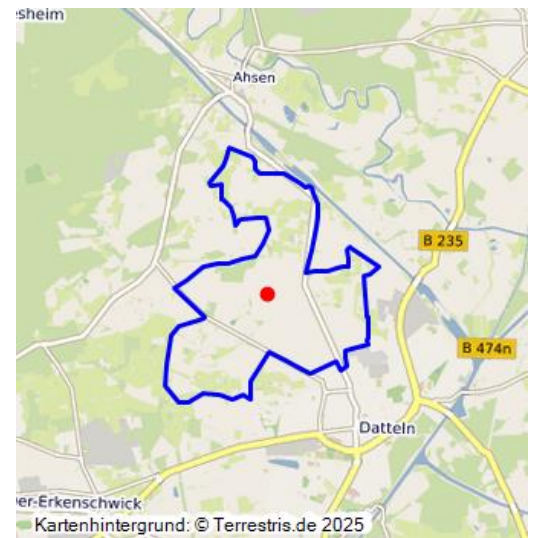 esheim
Ahsen
B 235
B 474n
Datteln
er-Erkenschwick
Kartenhintergrund: © Terrestris.de 2025